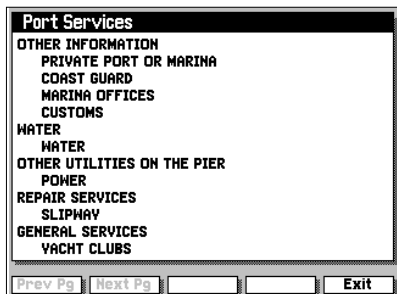 Port Services
OTHER INFORMATION
PRIVATE PORT OR MARINA
COAST GUARD
MARINA OFFICES
CUSTOMS
WATER
WATER
OTHER UTILITIES ON THE PIER
POWER
REPAIR SERVICES
SLIPWAY
GENERAL SERVICES
YACHT CLUBS
Prev Pg Next Pg Exit